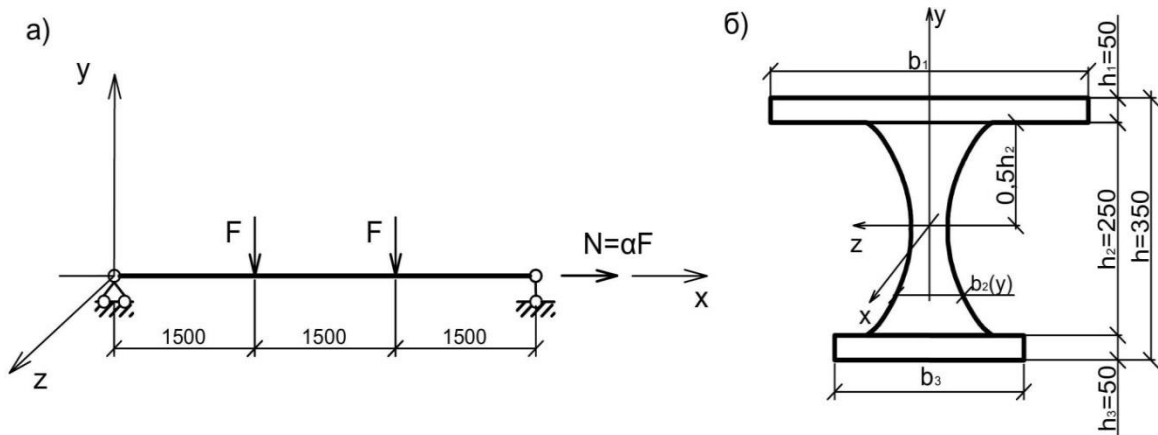 а)
y
F
F
N=αF
x
1500
1500
1500
z
б)
y
b₁
h₁=50
0,5h₂
z
h₂=250
h=350
b₂(y)
x
b₃
h₃=50